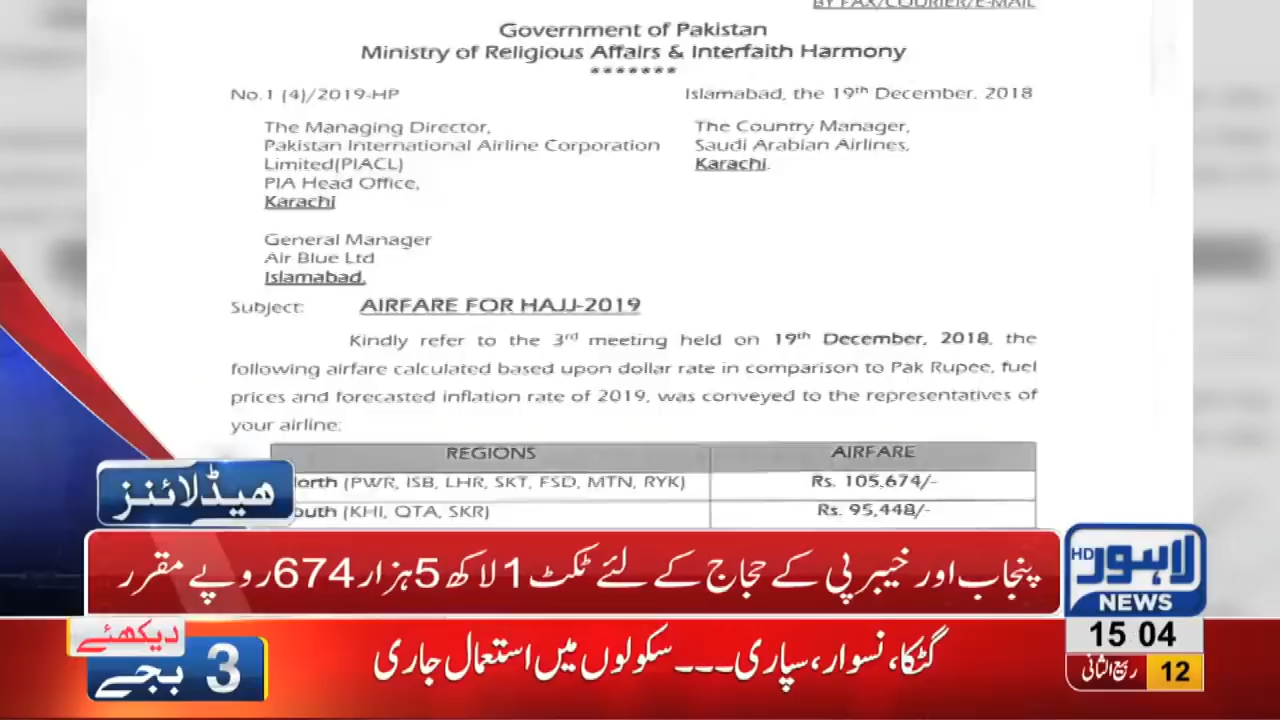 BY FAX/COURIER/E-MAIL
Government of Pakistan
Ministry of Religious Affairs & Interfaith Harmony
*******
No.1 (4)/2019-HP
Islamabad, the 19th December. 2018
The Managing Director,
Pakistan International Airline Corporation
Limited(PIACL)
PIA Head Office,
Karachi
The Country Manager,
Saudi Arabian Airlines,
Karachi.
General Manager
Air Blue Ltd
Islamabad.
Subject: AIRFARE FOR HAJJ-2019
Kindly refer to the 3rd meeting held on 19th December, 2018, the
following airfare calculated based upon dollar rate in comparison to Pak Rupee, fuel
prices and forecasted inflation rate of 2019, was conveyed to the representatives of
your airline:
REGIONS AIRFARE
orth (PWR, ISB, LHR, SKT, FSD, MTN, RYK) Rs. 105,674/-
outh (KHI, QTA, SKR) Rs. 95,448/-
ھیڈلائنز
پنجاب اور خیبرپی کے حجاج کے لئے ٹکٹ 1 لاکھ 5 ہزار 674 روپے مقرر
لاہور HD
NEWS
15 04
12 ربیع الثانی
دیکھئے
3 بجے
گٹکا، نسوار، سپاری۔۔۔ سکولوں میں استعمال جاری